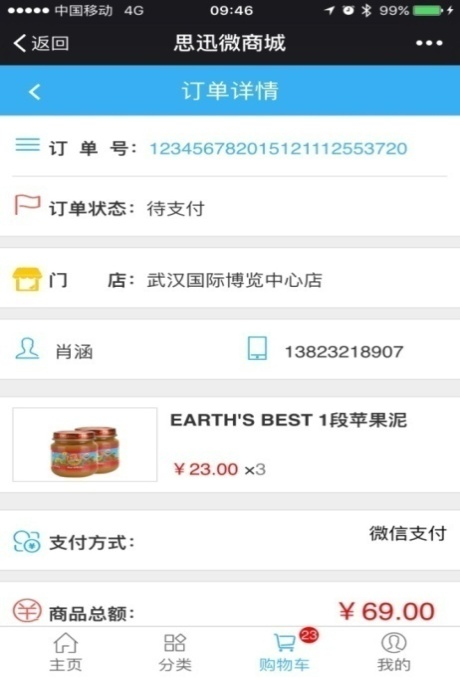 中国移动 4G 09:46 99%
返回 思迅微商城
订单详情
订 单 号: 123456782015121112553720
订单状态: 待支付
门 店: 武汉国际博览中心店
肖涵 13823218907
EARTH'S BEST 1段苹果泥
￥23.00 ×3
支付方式: 微信支付
商品总额: ￥69.00
23
主页 分类 购物车 我的